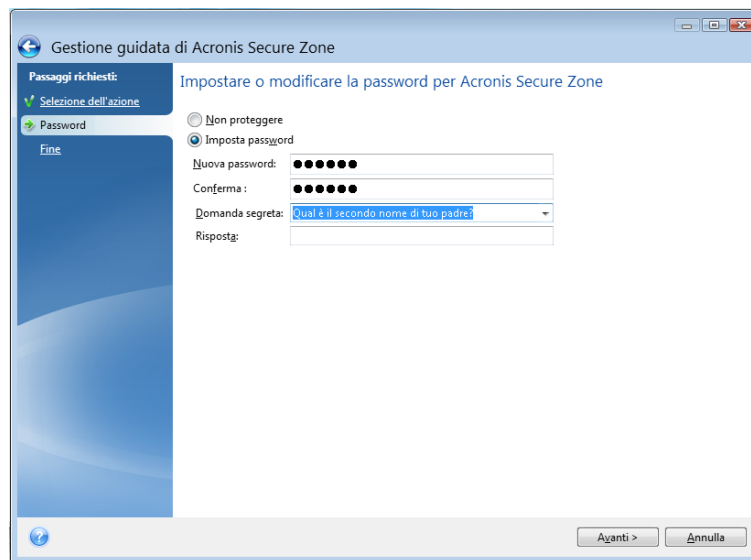 Gestione guidata di Acronis Secure Zone
Passaggi richiesti:
Selezione dell'azione
Password
Fine
Impostare o modificare la password per Acronis Secure Zone
Non proteggere
Imposta password
Nuova password: ●●●●●●
Conferma : ●●●●●●
Domanda segreta: Qual è il secondo nome di tuo padre?
Risposta:
Avanti >
Annulla